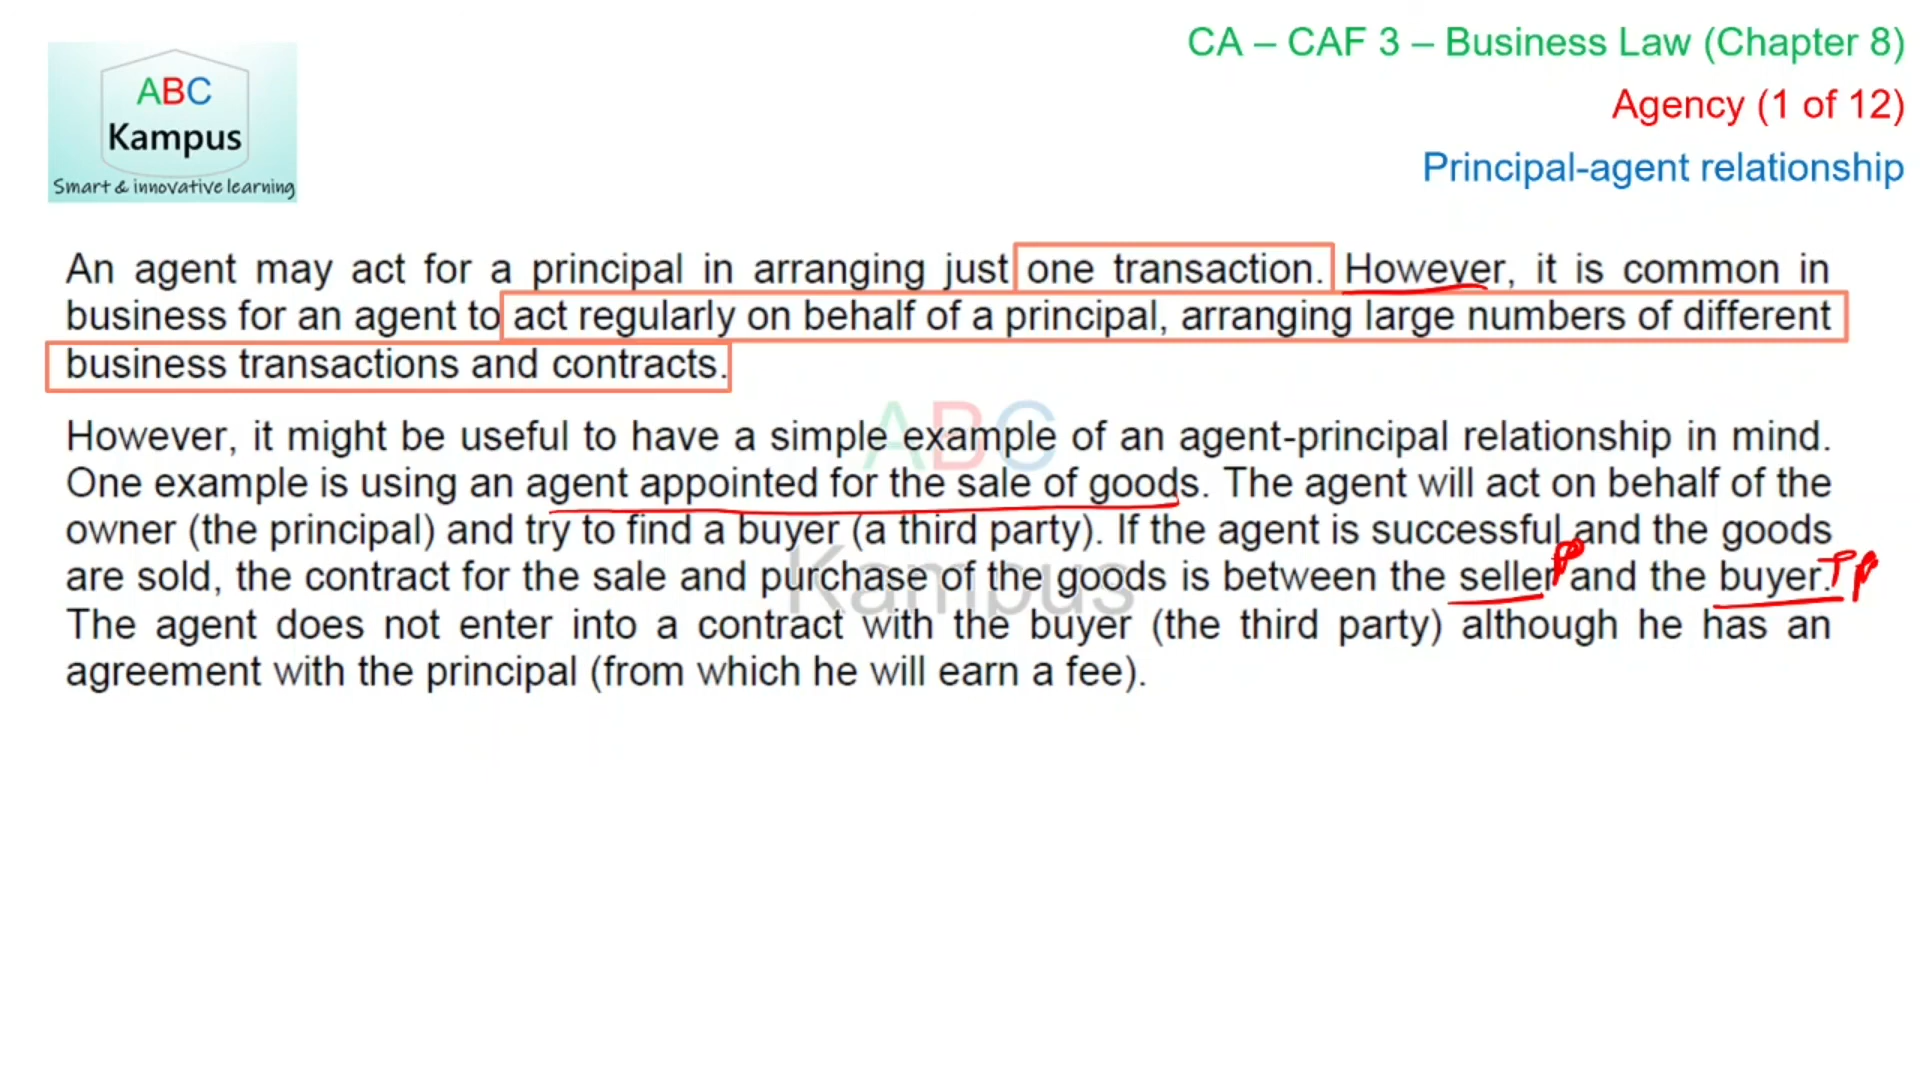 CA – CAF 3 – Business Law (Chapter 8)
ABC
Kampus
Smart & innovative learning
Agency (1 of 12)
Principal-agent relationship
An agent may act for a principal in arranging just one transaction. However, it is common in
business for an agent to act regularly on behalf of a principal, arranging large numbers of different
business transactions and contracts.
ABC
However, it might be useful to have a simple example of an agent-principal relationship in mind.
One example is using an agent appointed for the sale of goods. The agent will act on behalf of the
owner (the principal) and try to find a buyer (a third party). If the agent is successful and the goods
Kampus
are sold, the contract for the sale and purchase of the goods is between the seller P and the buyer. TP
The agent does not enter into a contract with the buyer (the third party) although he has an
agreement with the principal (from which he will earn a fee).